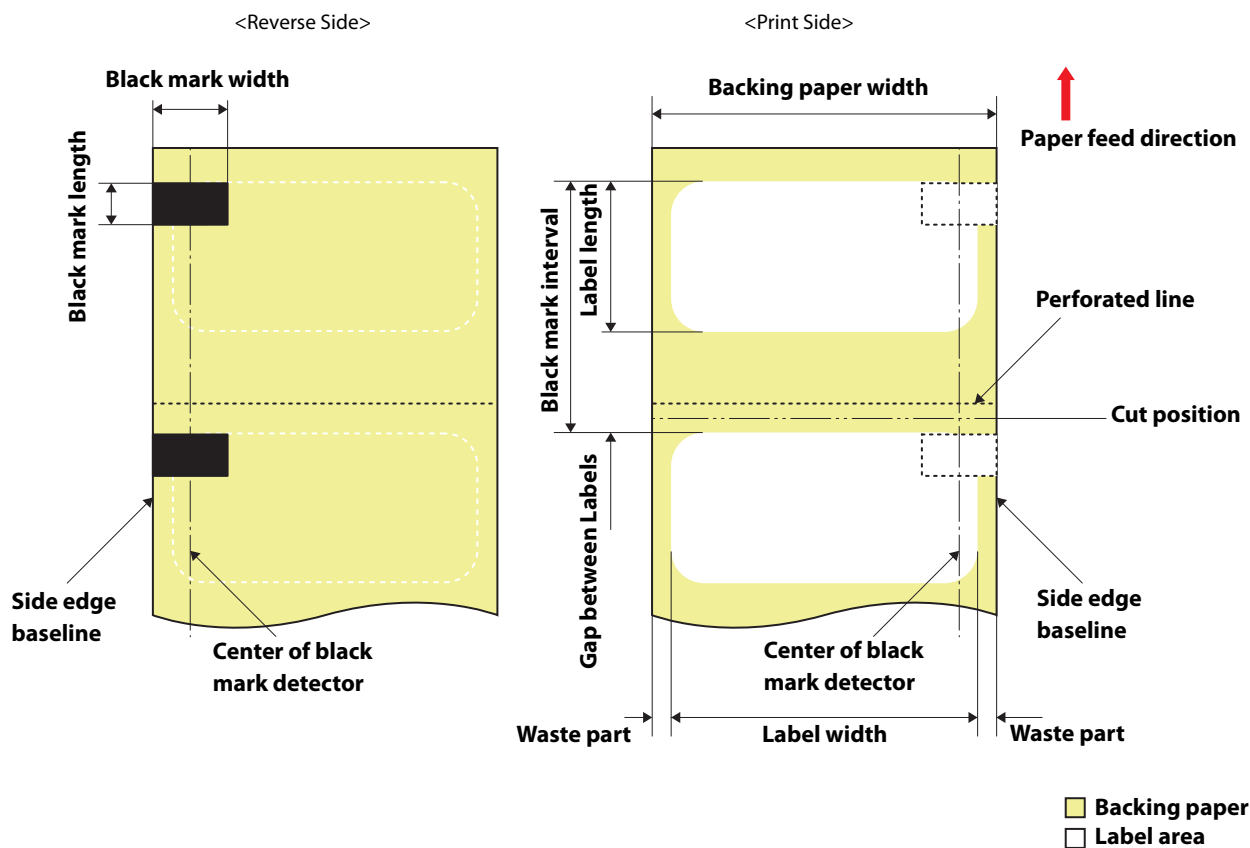 <Reverse Side>
<Print Side>
Black mark width
Backing paper width
Paper feed direction
Black mark length
Black mark interval
Label length
Perforated line
Cut position
Gap between Labels
Side edge
baseline
Center of black
mark detector
Center of black
mark detector
Side edge
baseline
Waste part
Label width
Waste part
Backing paper
Label area